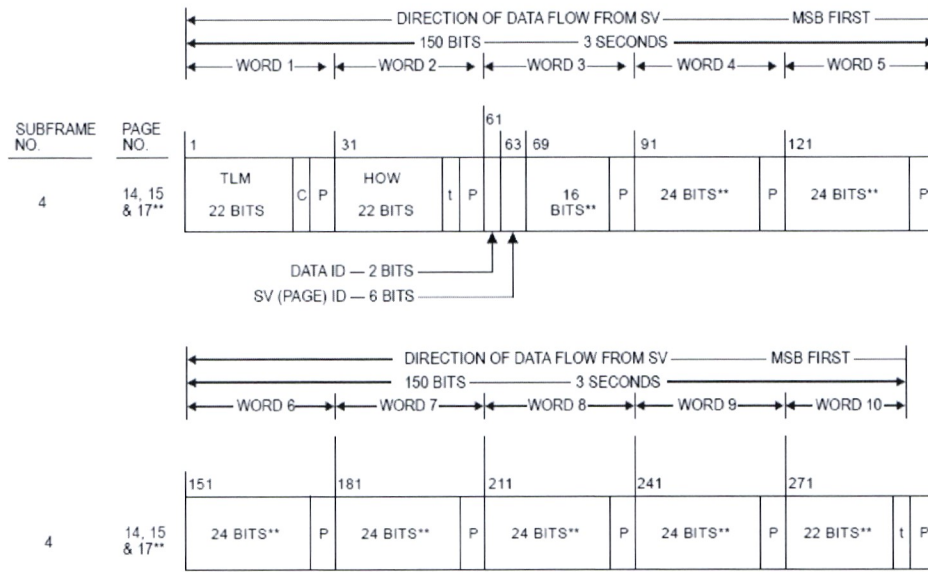 DIRECTION OF DATA FLOW FROM SV MSB FIRST
150 BITS 3 SECONDS
WORD 1 WORD 2 WORD 3 WORD 4 WORD 5
SUBFRAME NO. PAGE NO.
1 31 61 63 69 91 121
4
14, 15 & 17**
TLM 22 BITS C P
HOW 22 BITS t P
16 BITS** P
24 BITS** P
24 BITS** P
DATA ID — 2 BITS
SV (PAGE) ID — 6 BITS
DIRECTION OF DATA FLOW FROM SV MSB FIRST
150 BITS 3 SECONDS
WORD 6 WORD 7 WORD 8 WORD 9 WORD 10
151 181 211 241 271
4
14, 15 & 17**
24 BITS** P
24 BITS** P
24 BITS** P
24 BITS** P
22 BITS** t P